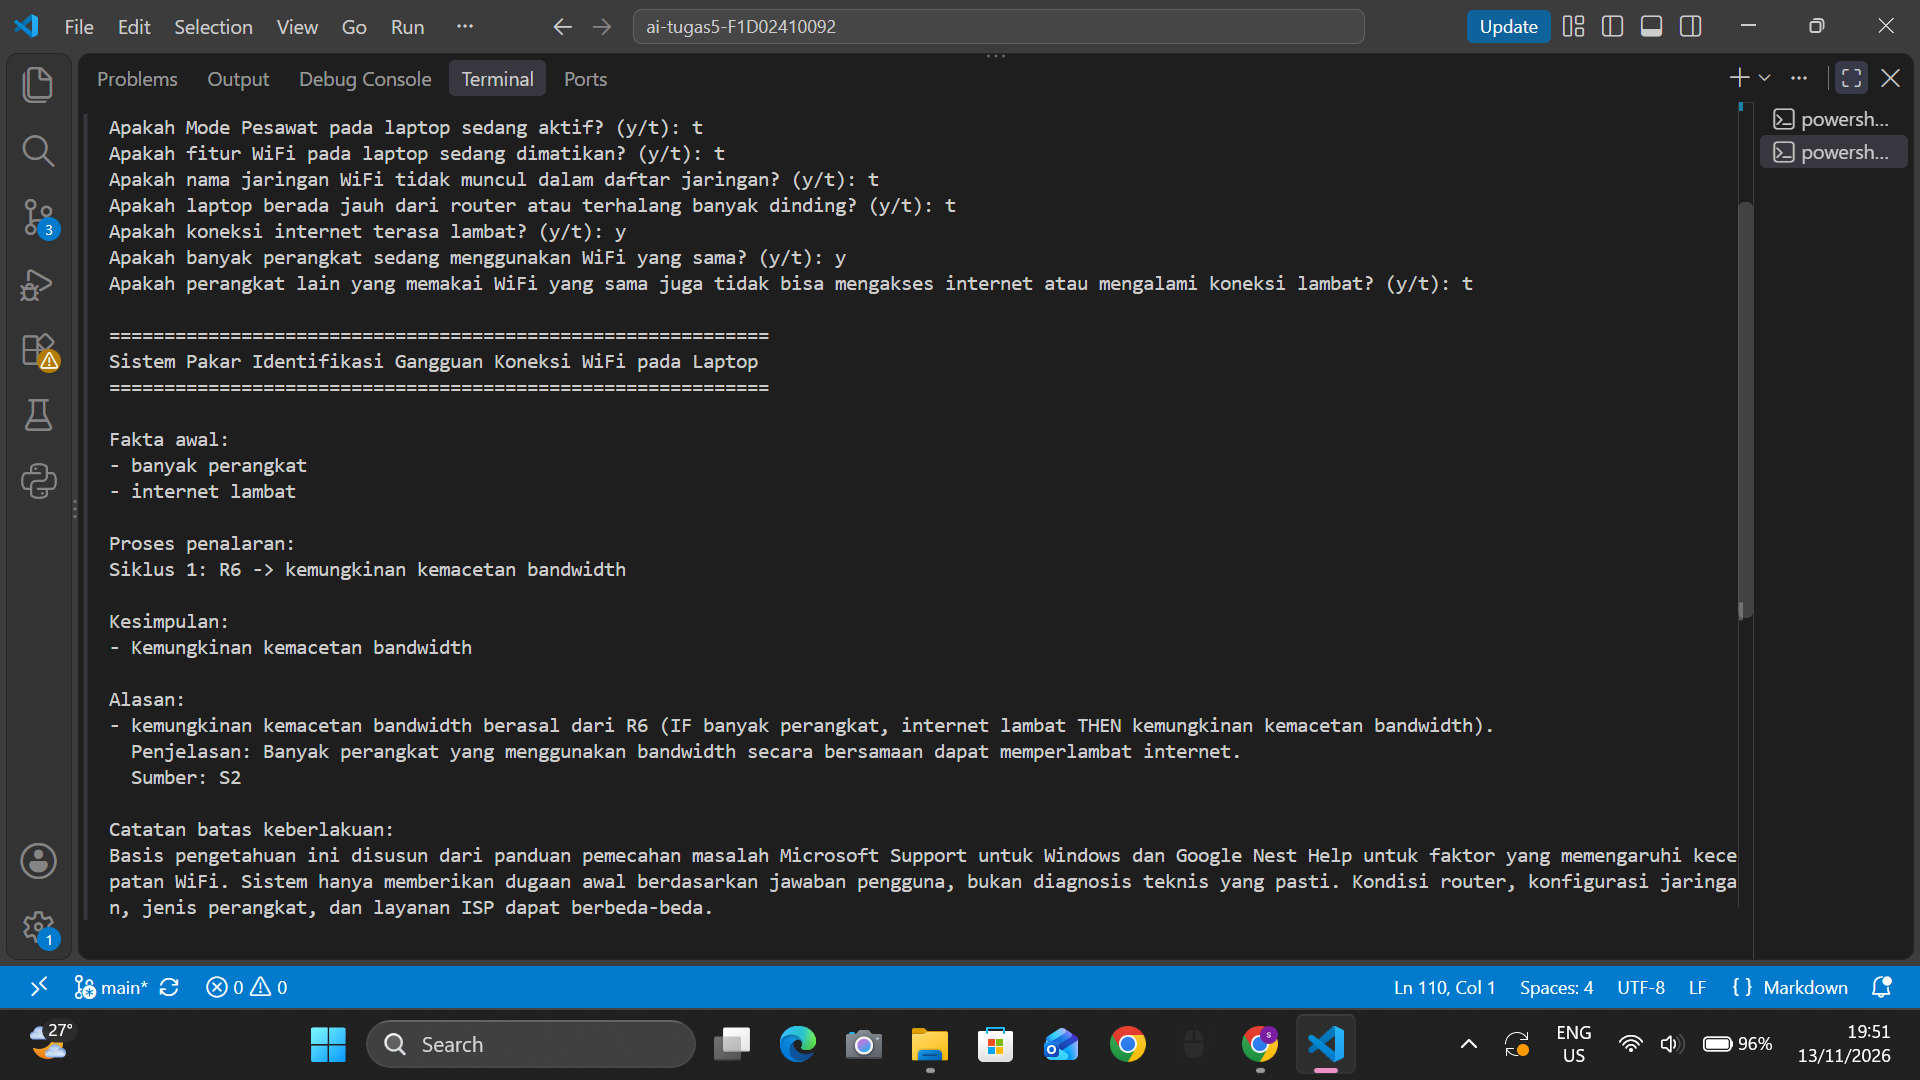 File Edit Selection View Go Run ··· ai-tugas5-F1D02410092 Update
Problems Output Debug Console Terminal Ports
powersh...
powersh...
Apakah Mode Pesawat pada laptop sedang aktif? (y/t): t
Apakah fitur WiFi pada laptop sedang dimatikan? (y/t): t
Apakah nama jaringan WiFi tidak muncul dalam daftar jaringan? (y/t): t
Apakah laptop berada jauh dari router atau terhalang banyak dinding? (y/t): t
Apakah koneksi internet terasa lambat? (y/t): y
Apakah banyak perangkat sedang menggunakan WiFi yang sama? (y/t): y
Apakah perangkat lain yang memakai WiFi yang sama juga tidak bisa mengakses internet atau mengalami koneksi lambat? (y/t): t
============================================================
Sistem Pakar Identifikasi Gangguan Koneksi WiFi pada Laptop
============================================================
Fakta awal:
- banyak perangkat
- internet lambat
Proses penalaran:
Siklus 1: R6 -> kemungkinan kemacetan bandwidth
Kesimpulan:
- Kemungkinan kemacetan bandwidth
Alasan:
- kemungkinan kemacetan bandwidth berasal dari R6 (IF banyak perangkat, internet lambat THEN kemungkinan kemacetan bandwidth).
Penjelasan: Banyak perangkat yang menggunakan bandwidth secara bersamaan dapat memperlambat internet.
Sumber: S2
Catatan batas keberlakuan:
Basis pengetahuan ini disusun dari panduan pemecahan masalah Microsoft Support untuk Windows dan Google Nest Help untuk faktor yang memengaruhi kece
patan WiFi. Sistem hanya memberikan dugaan awal berdasarkan jawaban pengguna, bukan diagnosis teknis yang pasti. Kondisi router, konfigurasi jaringa
n, jenis perangkat, dan layanan ISP dapat berbeda-beda.
3
1
main* 0 0 Ln 110, Col 1 Spaces: 4 UTF-8 LF { } Markdown
27° Search ENG US 96% 19:51 13/11/2026